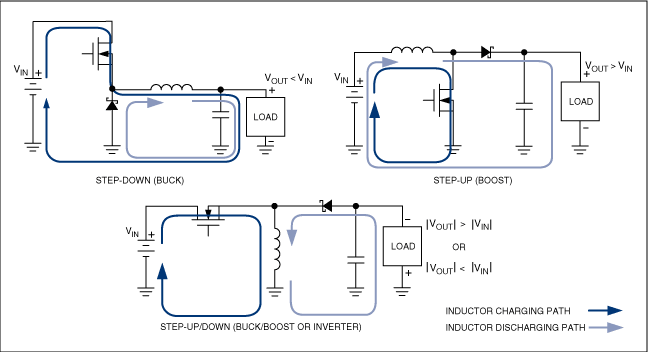 VIN
+
VOUT < VIN
+
LOAD
−
STEP-DOWN (BUCK)
VIN
+
VOUT > VIN
+
LOAD
−
STEP-UP (BOOST)
VIN
+
−
LOAD
+
|VOUT| > |VIN|
OR
|VOUT| < |VIN|
STEP-UP/DOWN (BUCK/BOOST OR INVERTER)
INDUCTOR CHARGING PATH
INDUCTOR DISCHARGING PATH